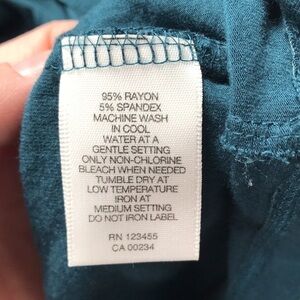 95% RAYON
5% SPANDEX
MACHINE WASH
IN COOL
WATER AT A
GENTLE SETTING
ONLY NON-CHLORINE
BLEACH WHEN NEEDED
TUMBLE DRY AT
LOW TEMPERATURE
IRON AT
MEDIUM SETTING
DO NOT IRON LABEL
RN 123455
CA 00234